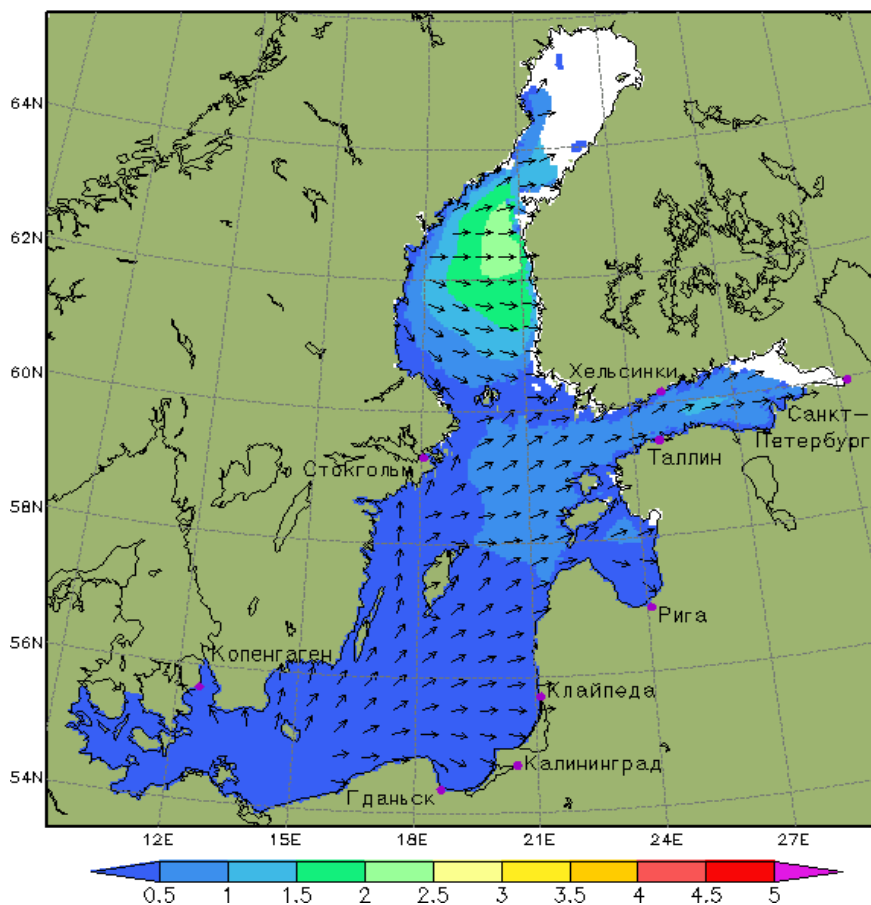 64N
62N
60N
58N
56N
54N
Хельсинки
Санкт-
Петербург
Таллин
Стокгольм
Рига
Копенгаген
Клайпеда
Калининград
Гданьск
12E 15E 18E 21E 24E 27E
0,5 1 1,5 2 2,5 3 3,5 4 4,5 5